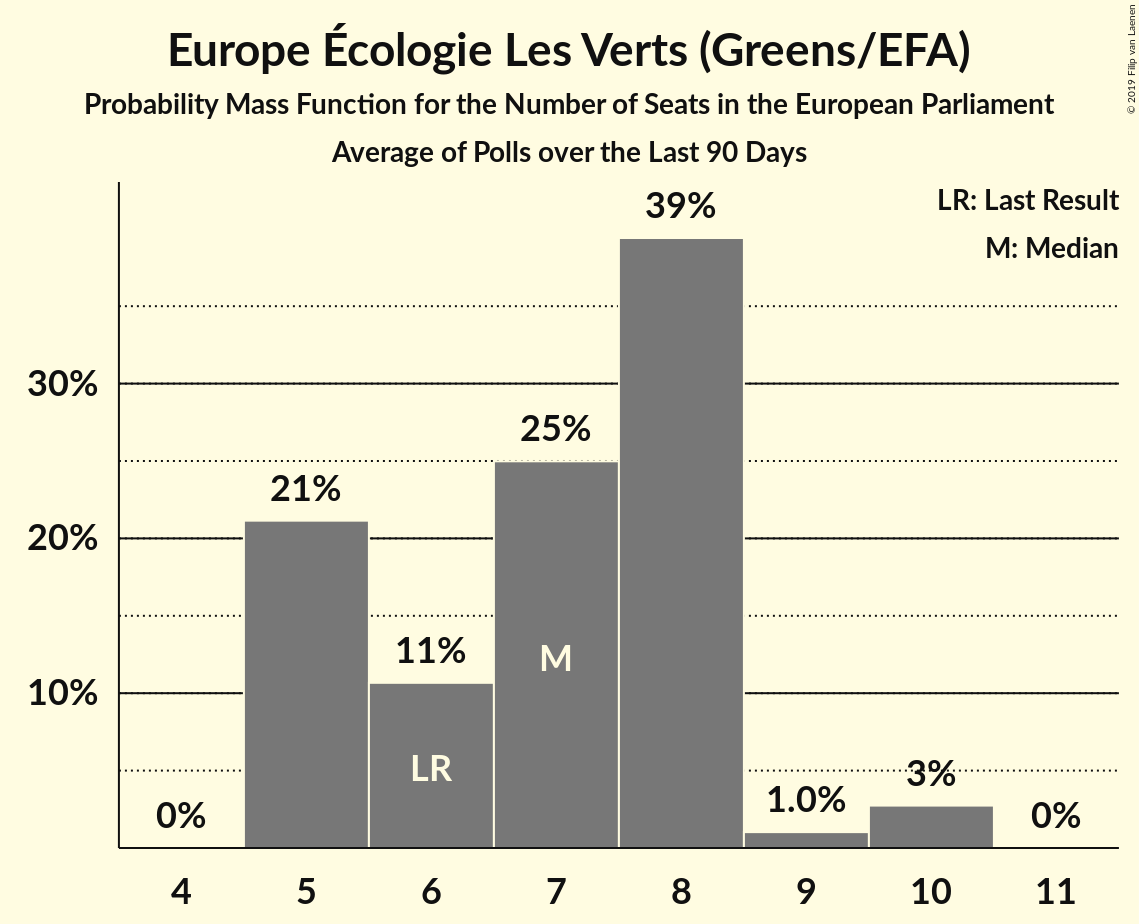 Europe Écologie Les Verts (Greens/EFA)
Probability Mass Function for the Number of Seats in the European Parliament
Average of Polls over the Last 90 Days
© 2019 Filip van Laenen
LR: Last Result
M: Median
39%
30%
25%
21%
20%
11%
M
10%
LR
3%
1.0%
0%
0%
4 5 6 7 8 9 10 11